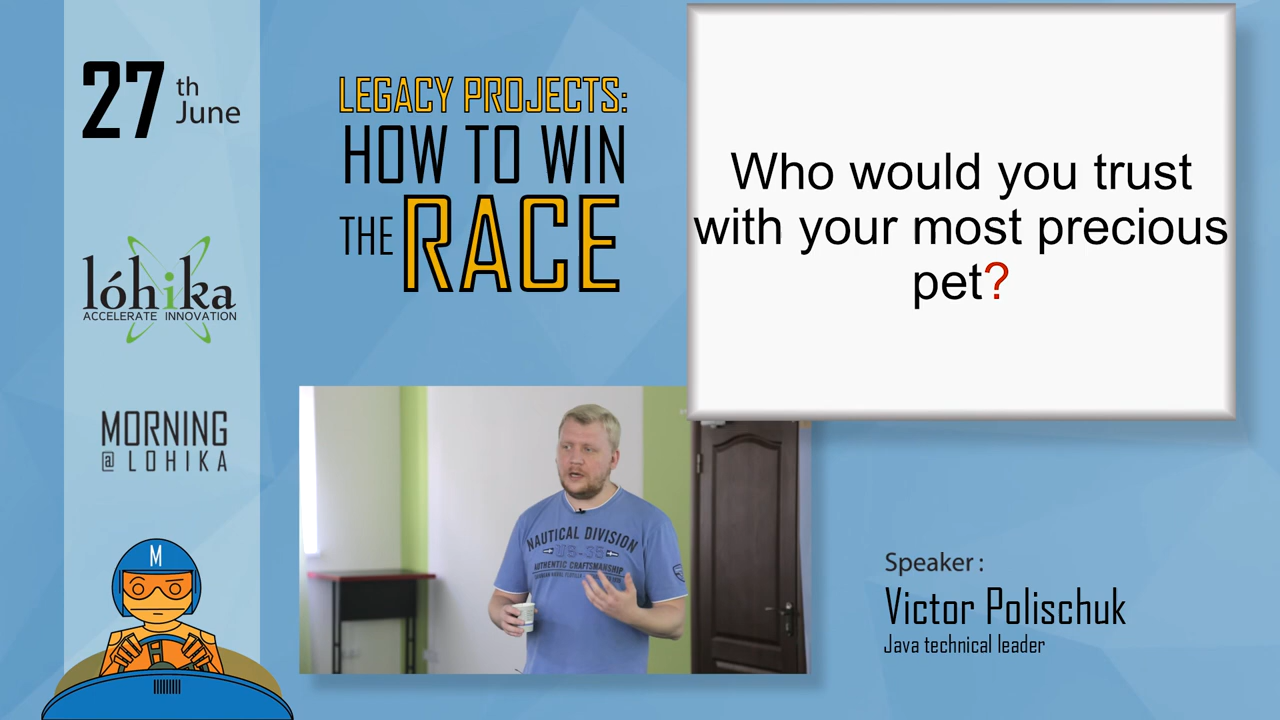 27 th
June
LEGACY PROJECTS:
HOW TO WIN
THE RACE
Who would you trust
with your most precious
pet?
lóhika
ACCELERATE INNOVATION
MORNING
@ LOHIKA
M
NAUTICAL DIVISION
AUTHENTIC CRAFTSMANSHIP
Speaker :
Victor Polischuk
Java technical leader